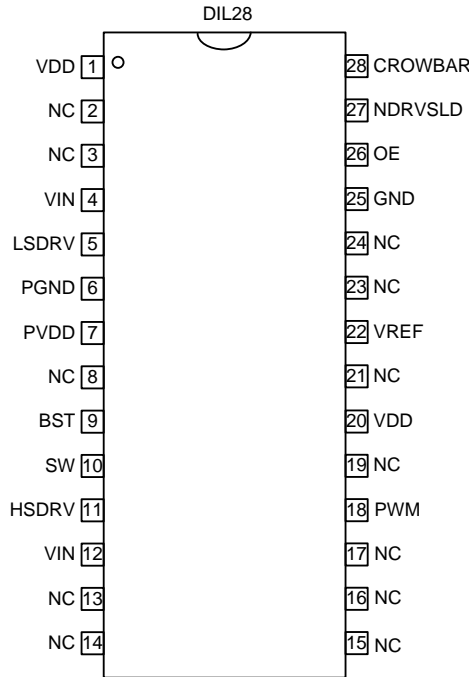 DIL28
VDD 1 28 CROWBAR
NC 2 27 NDRVSLD
NC 3 26 OE
VIN 4 25 GND
LSDRV 5 24 NC
PGND 6 23 NC
PVDD 7 22 VREF
NC 8 21 NC
BST 9 20 VDD
SW 10 19 NC
HSDRV 11 18 PWM
VIN 12 17 NC
NC 13 16 NC
NC 14 15 NC